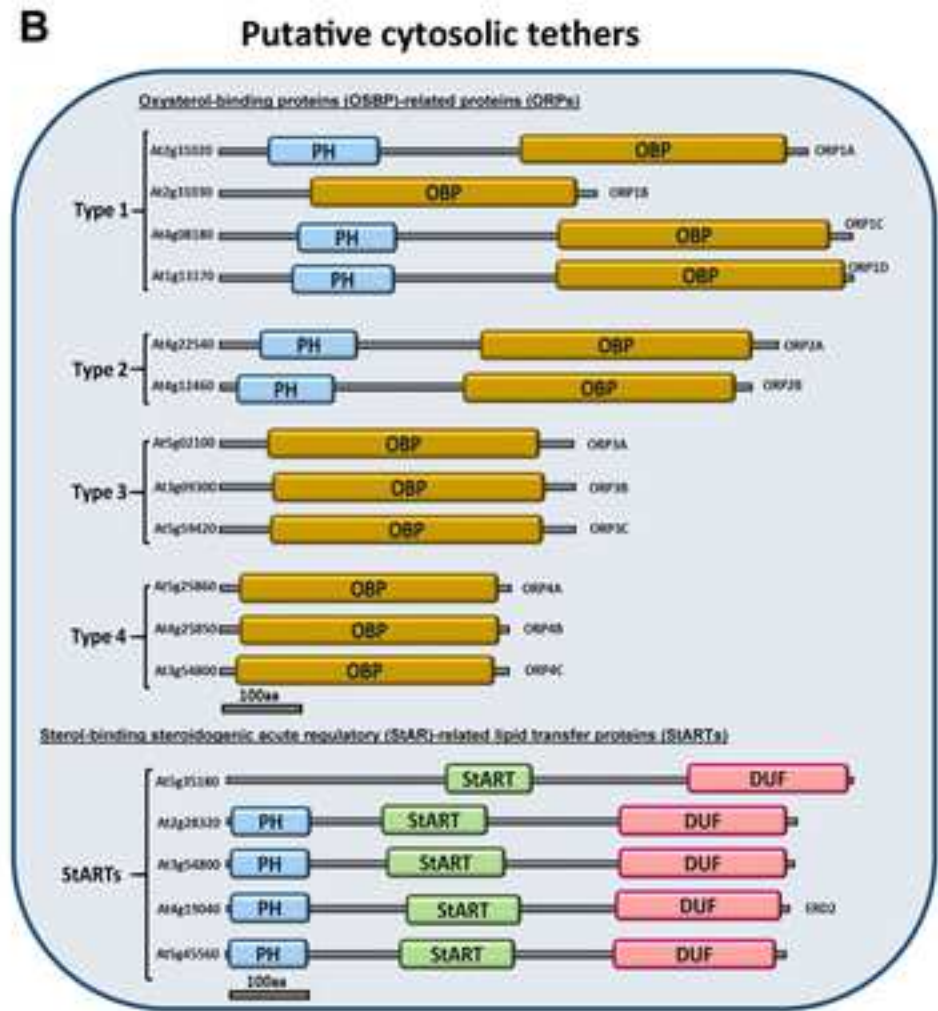 B
Putative cytosolic tethers
Oxysterol-binding proteins (OSBP)-related proteins (ORPs)
Type 1
PH OBP ORP1A
OBP ORP1B
At4g08180 PH OBP ORP1C
At1g13170 PH OBP ORP1D
Type 2
At4g22540 PH OBP ORP2A
At4g12460 PH OBP ORP2B
Type 3
At5g02100 OBP ORP3A
At3g09300 OBP ORP3B
At5g59420 OBP ORP3C
Type 4
At5g25860 OBP ORP4A
At4g25850 OBP ORP4B
At3g54800 OBP ORP4C
100aa
Sterol-binding steroidogenic acute regulatory (StAR)-related lipid transfer proteins (StARTs)
StARTs
At5g35180 StART DUF
At2g28320 PH StART DUF
At3g54800 PH StART DUF
At4g19040 PH StART DUF ERD2
At5g45560 PH StART DUF
100aa